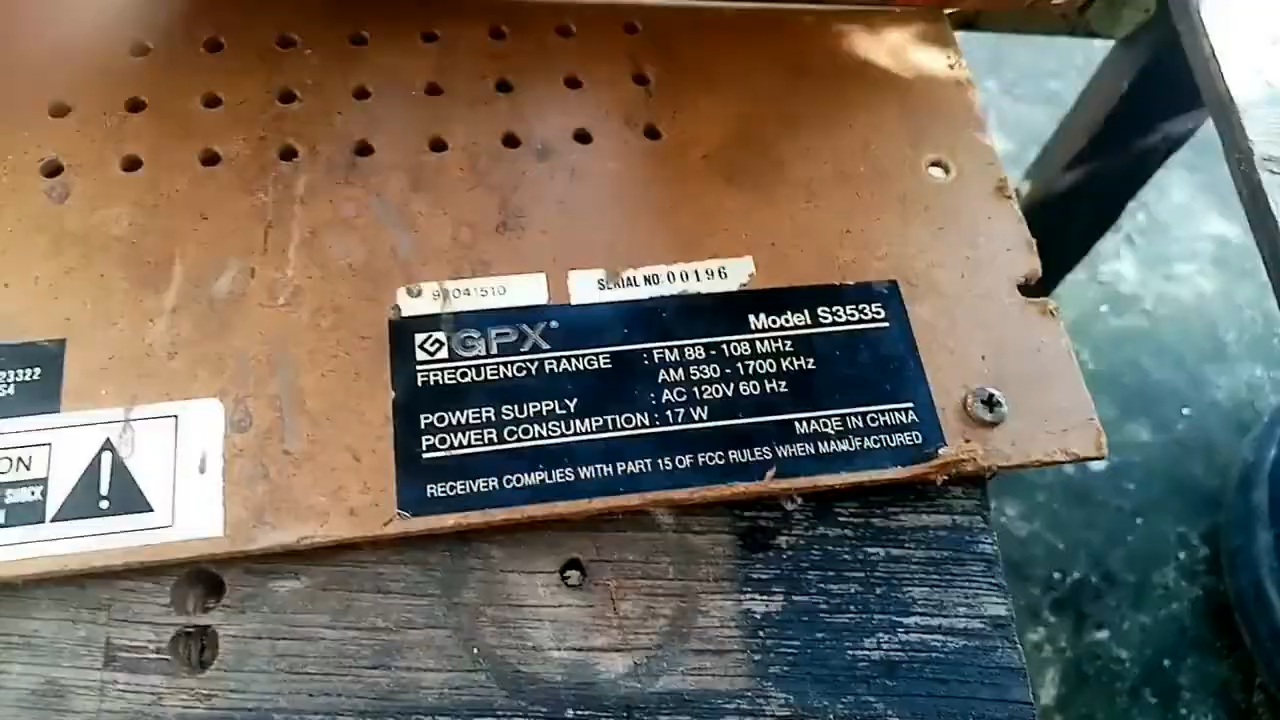 SERIAL NO: 00196
GPX
Model S3535
FREQUENCY RANGE : FM 88 - 108 MHz
AM 530 - 1700 KHz
POWER SUPPLY : AC 120V 60 Hz
POWER CONSUMPTION : 17 W
MADE IN CHINA
RECEIVER COMPLIES WITH PART 15 OF FCC RULES WHEN MANUFACTURED
23322
S4
ON
SHOCK